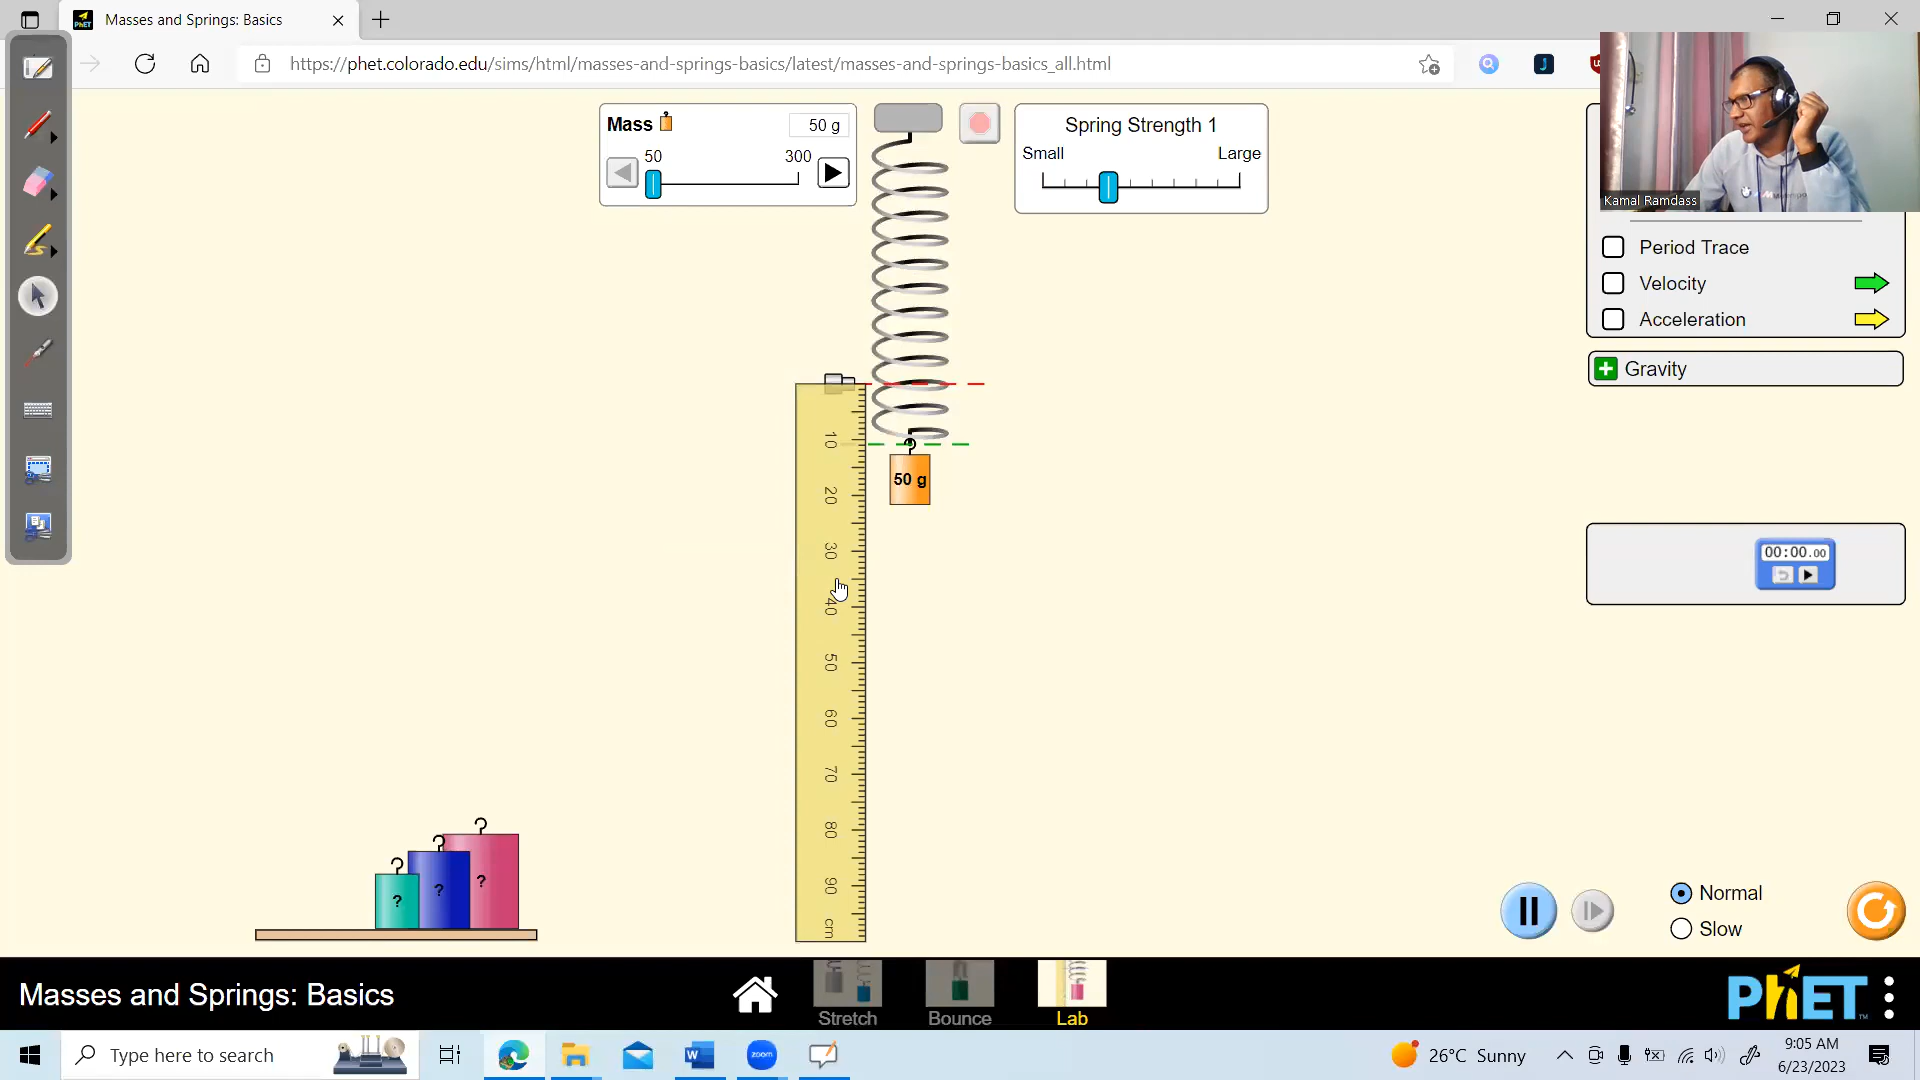 Masses and Springs: Basics
https://phet.colorado.edu/sims/html/masses-and-springs-basics/latest/masses-and-springs-basics_all.html
Mass 50 g
50 300
Spring Strength 1
Small Large
Kamal Ramdass
Period Trace
Velocity
Acceleration
Gravity
10
20
30
40
50
60
70
80
90
cm
50 g
00:00.00
? ? ?
Normal
Slow
Masses and Springs: Basics
Stretch Bounce Lab
PhET
Type here to search
zoom
26°C Sunny
9:05 AM
6/23/2023